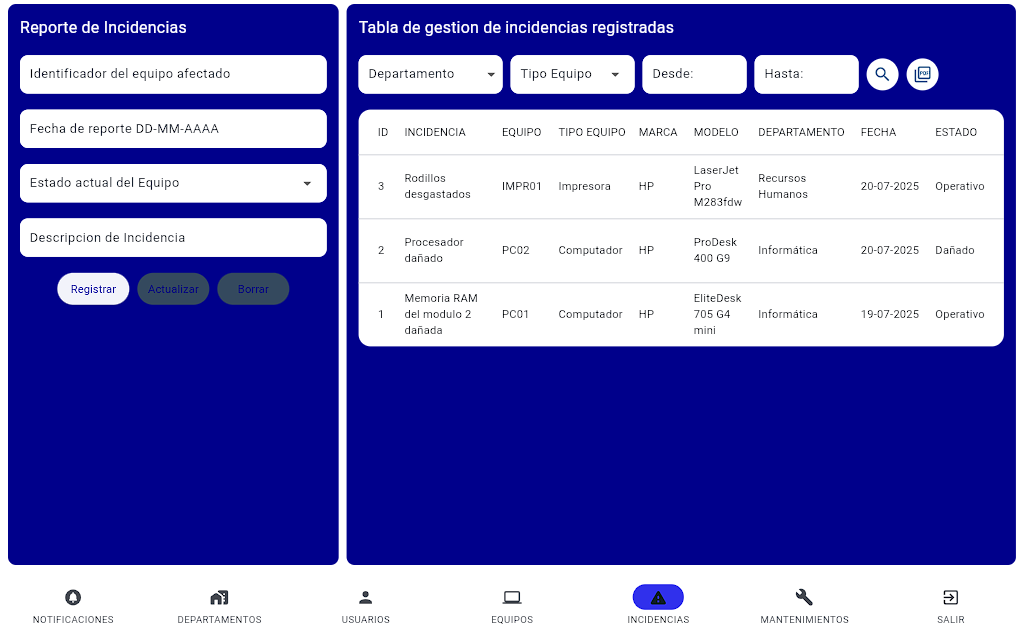 Reporte de Incidencias
Identificador del equipo afectado
Fecha de reporte DD-MM-AAAA
Estado actual del Equipo
Descripcion de Incidencia
Registrar Actualizar Borrar
Tabla de gestion de incidencias registradas
Departamento Tipo Equipo Desde: Hasta:
PDF
ID INCIDENCIA EQUIPO TIPO EQUIPO MARCA MODELO DEPARTAMENTO FECHA ESTADO
3 Rodillos desgastados IMPR01 Impresora HP LaserJet Pro M283fdw Recursos Humanos 20-07-2025 Operativo
2 Procesador dañado PC02 Computador HP ProDesk 400 G9 Informática 20-07-2025 Dañado
1 Memoria RAM del modulo 2 dañada PC01 Computador HP EliteDesk 705 G4 mini Informática 19-07-2025 Operativo
NOTIFICACIONES DEPARTAMENTOS USUARIOS EQUIPOS INCIDENCIAS MANTENIMIENTOS SALIR